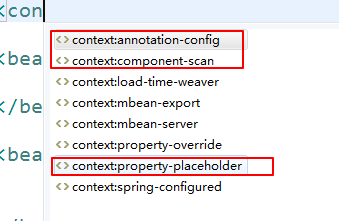 <con
context:annotation-config
context:component-scan
<bea
context:load-time-weaver
context:mbean-export
</be
context:mbean-server
context:property-override
<bea
context:property-placeholder
context:spring-configured